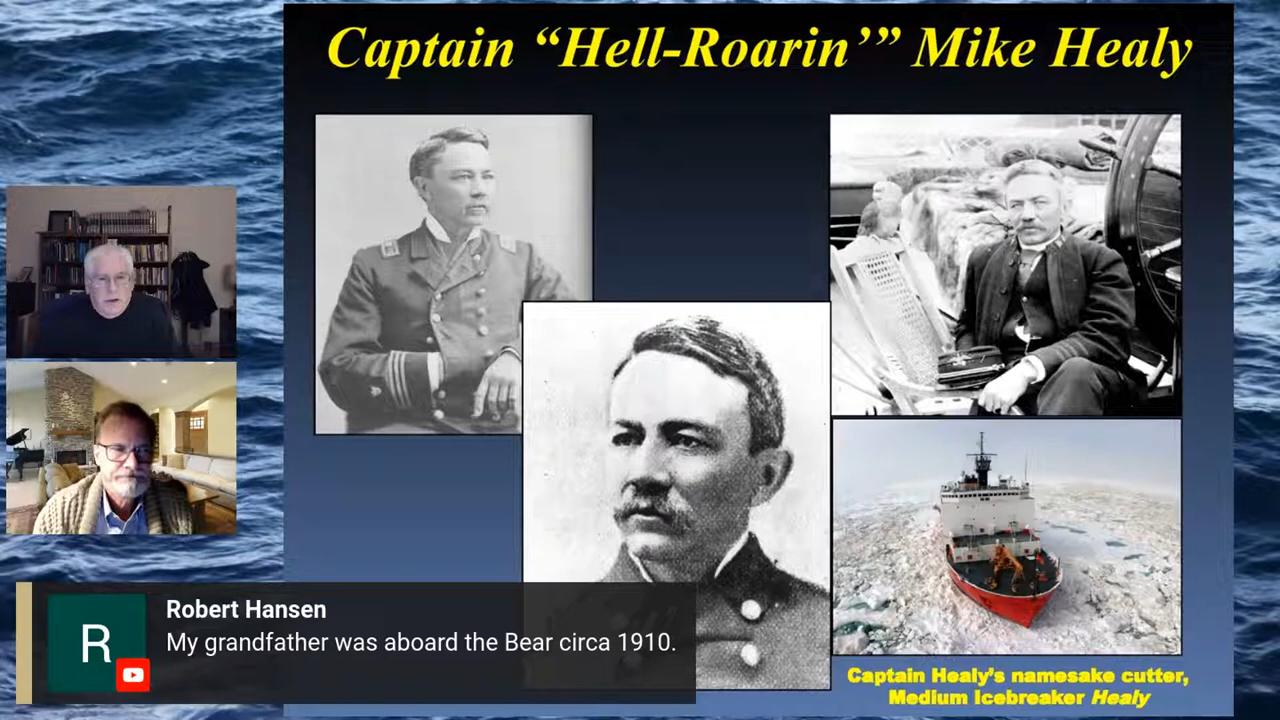 Captain “Hell-Roarin’” Mike Healy
R
Robert Hansen
My grandfather was aboard the Bear circa 1910.
Captain Healy’s namesake cutter,
Medium Icebreaker Healy